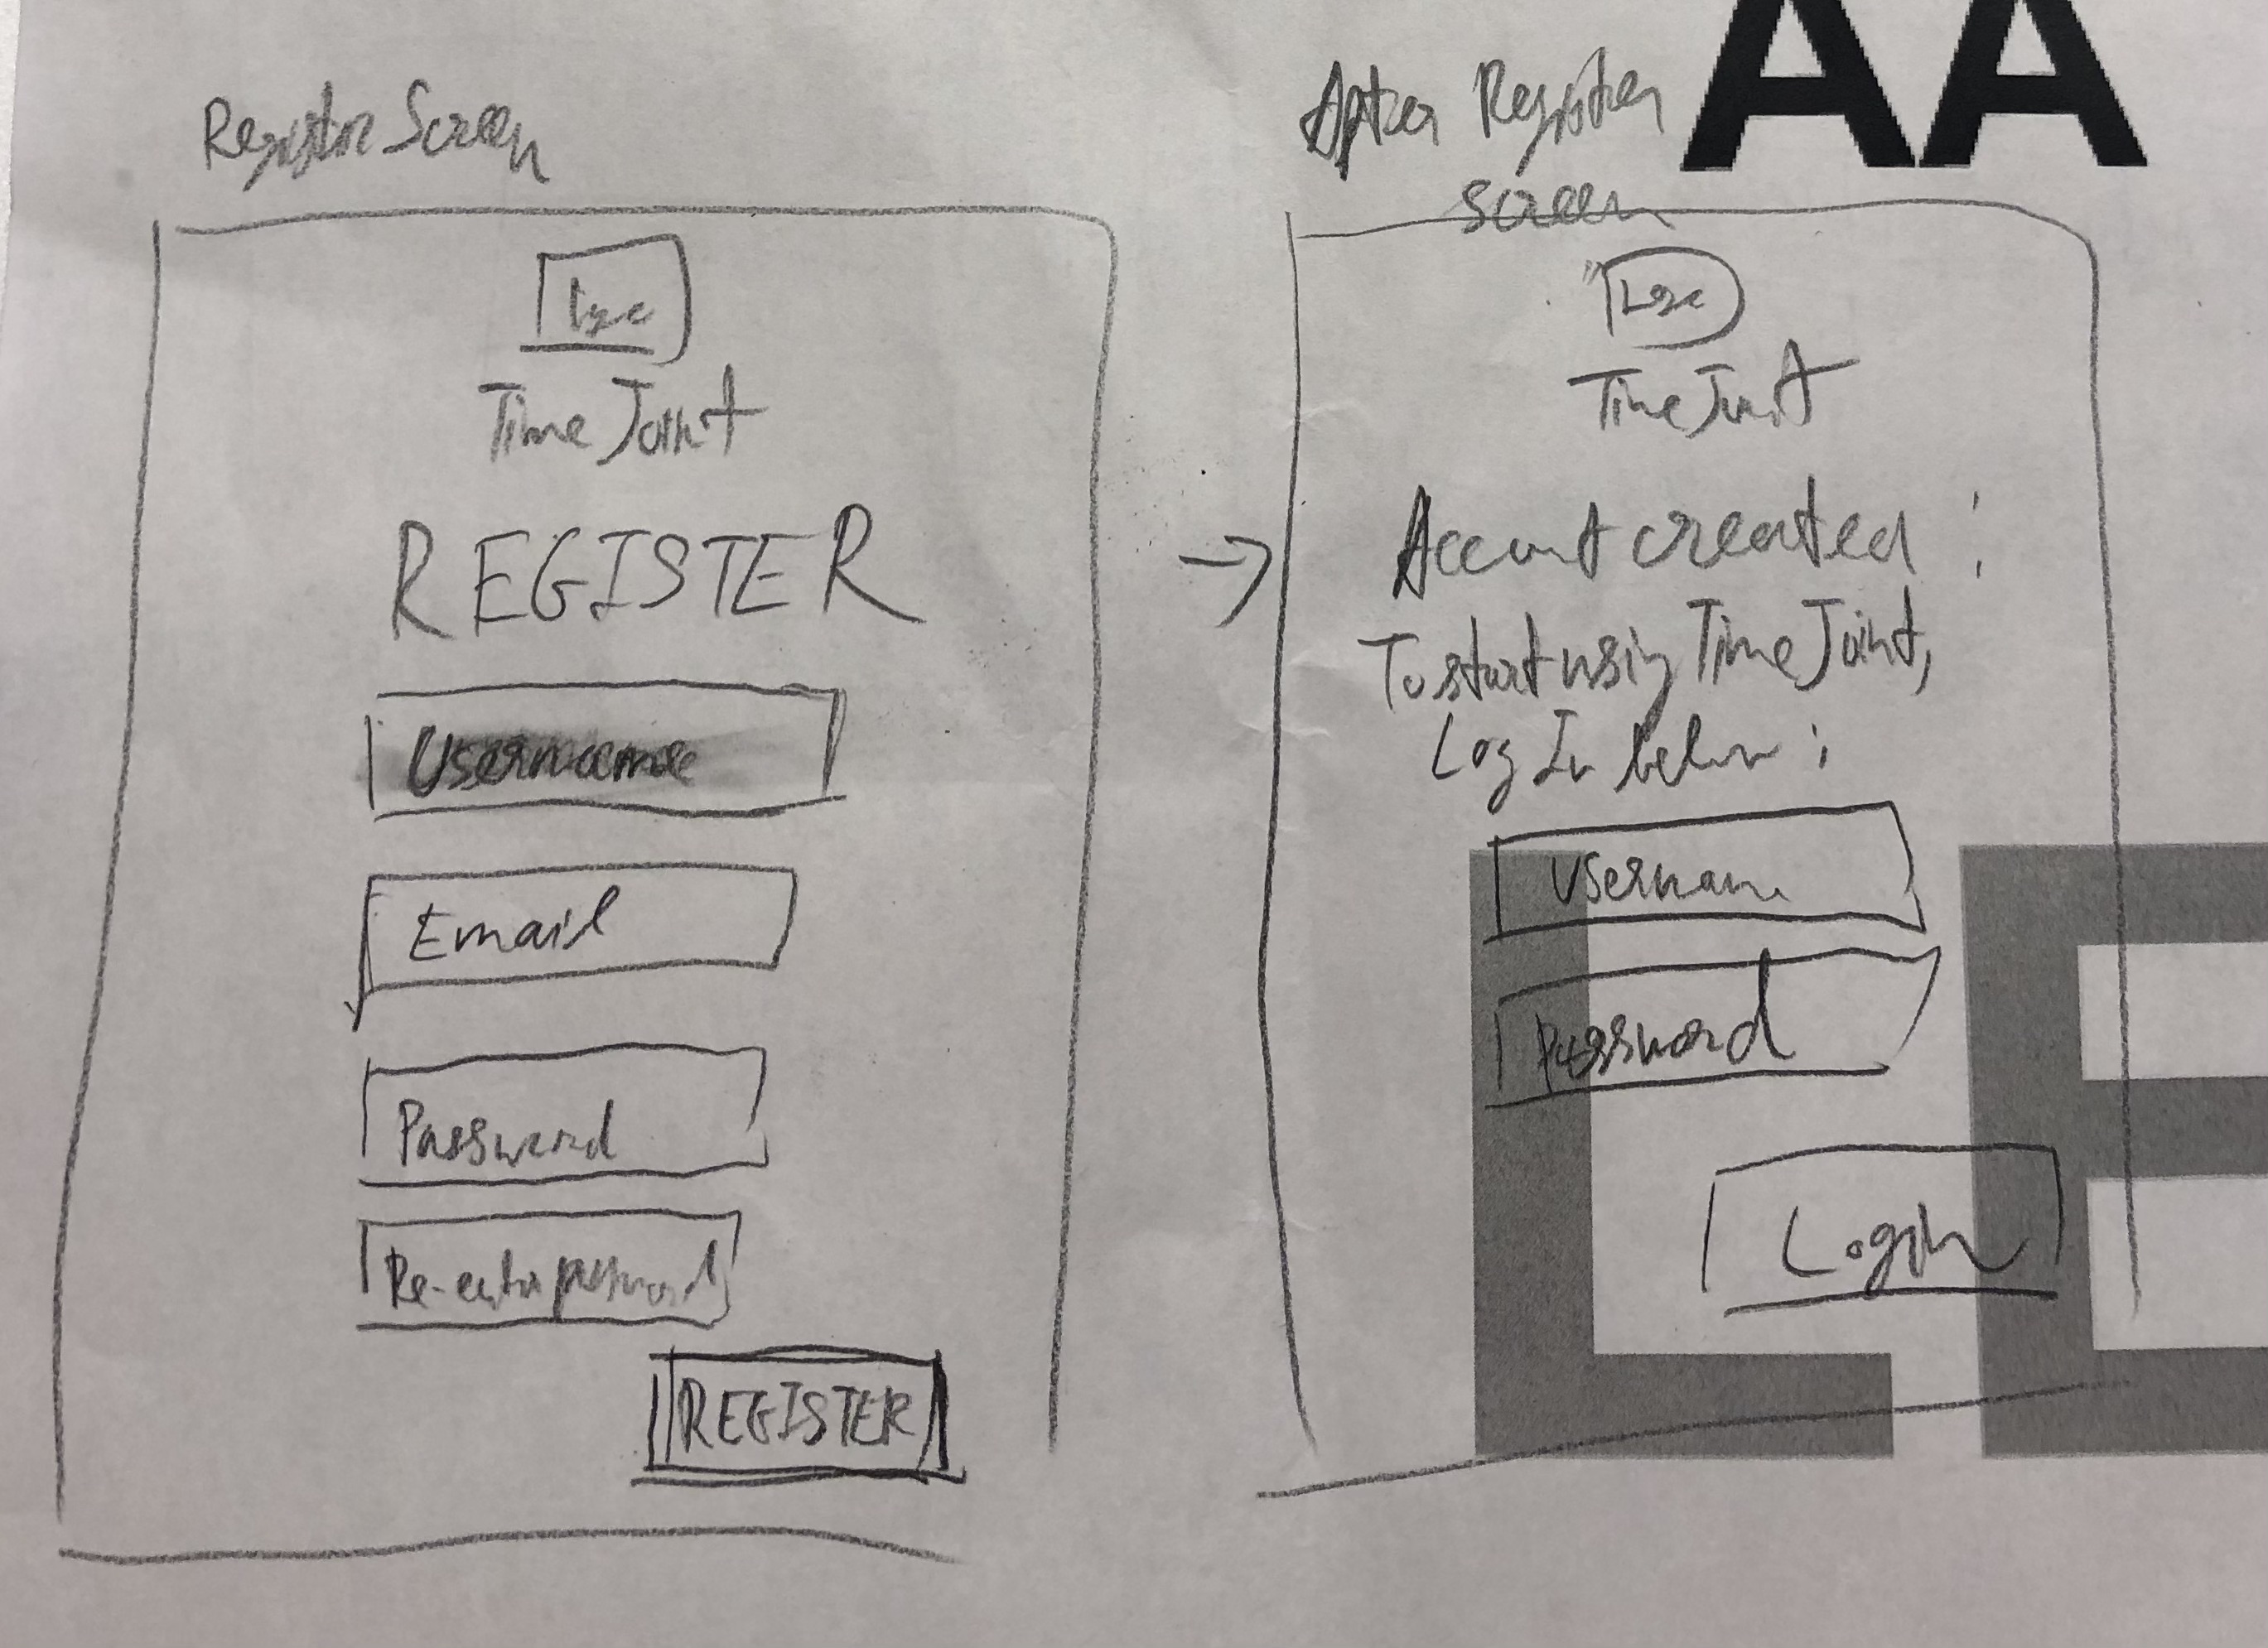 Register Screen
Logo
Time Joint
REGISTER
Username
Email
Password
Re-enter password
REGISTER
→
After Register
Screen
AA
Logo
Time Joint
Account created :
To start using Time Joint,
Log In below :
Username
Password
Login
LE